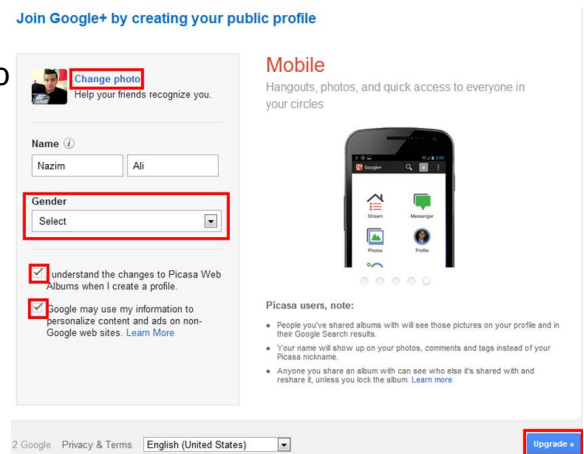 Join Google+ by creating your public profile
Change photo
Help your friends recognize you.
Name
Nazim Ali
Gender
Select
I understand the changes to Picasa Web
Albums when I create a profile.
Google may use my information to
personalize content and ads on non-
Google web sites. Learn More
Mobile
Hangouts, photos, and quick access to everyone in
your circles
Google+
Stream Messenger
Photos Profile
Picasa users, note:
• People you've shared albums with will see those pictures on your profile and in
their Google Search results.
• Your name will show up on your photos, comments and tags instead of your
Picasa nickname.
• Anyone you share an album with can see who else it's shared with and
reshare it, unless you lock the album. Learn more
2 Google Privacy & Terms English (United States)
Upgrade »